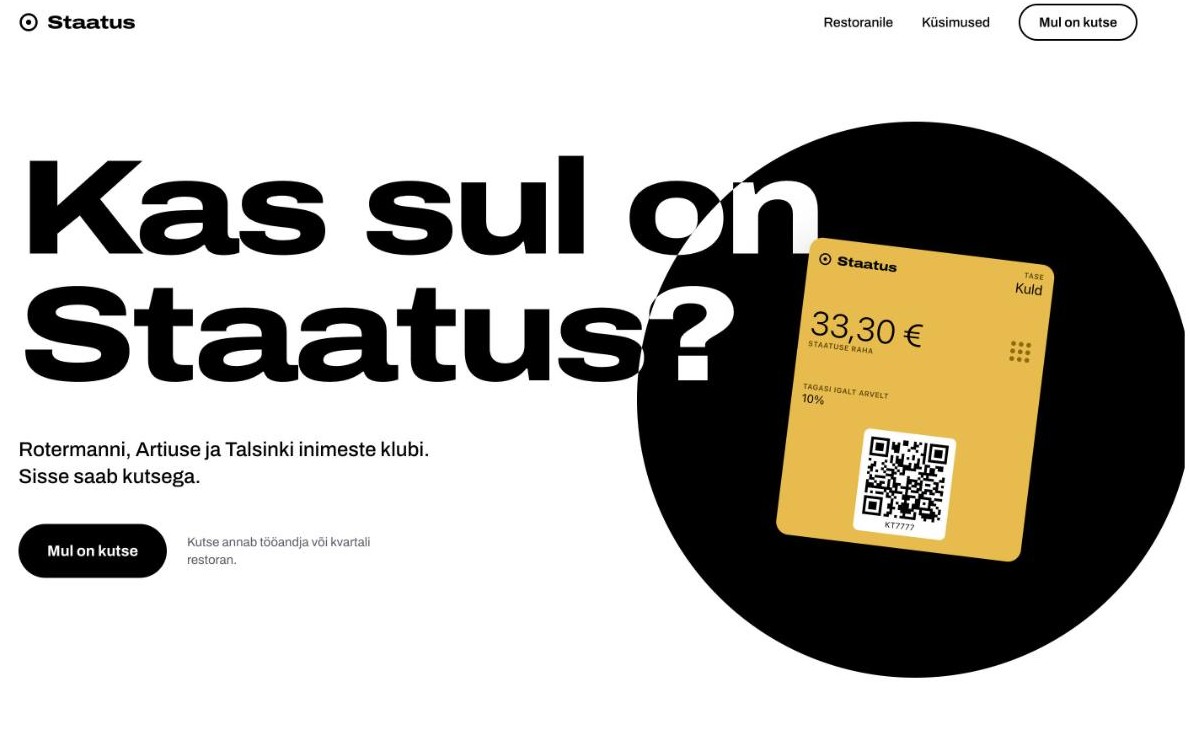 Staatus
Restoranile
Küsimused
Mul on kutse
Kas sul on
Staatus?
Rotermanni, Artiuse ja Talsinki inimeste klubi.
Sisse saab kutsega.
Mul on kutse
Kutse annab tööandja või kvartali
restoran.
Staatus
TASE
Kuld
33,30 €
STAATUSE RAHA
TAGASI IGALT ARVELT
10%
KT7777